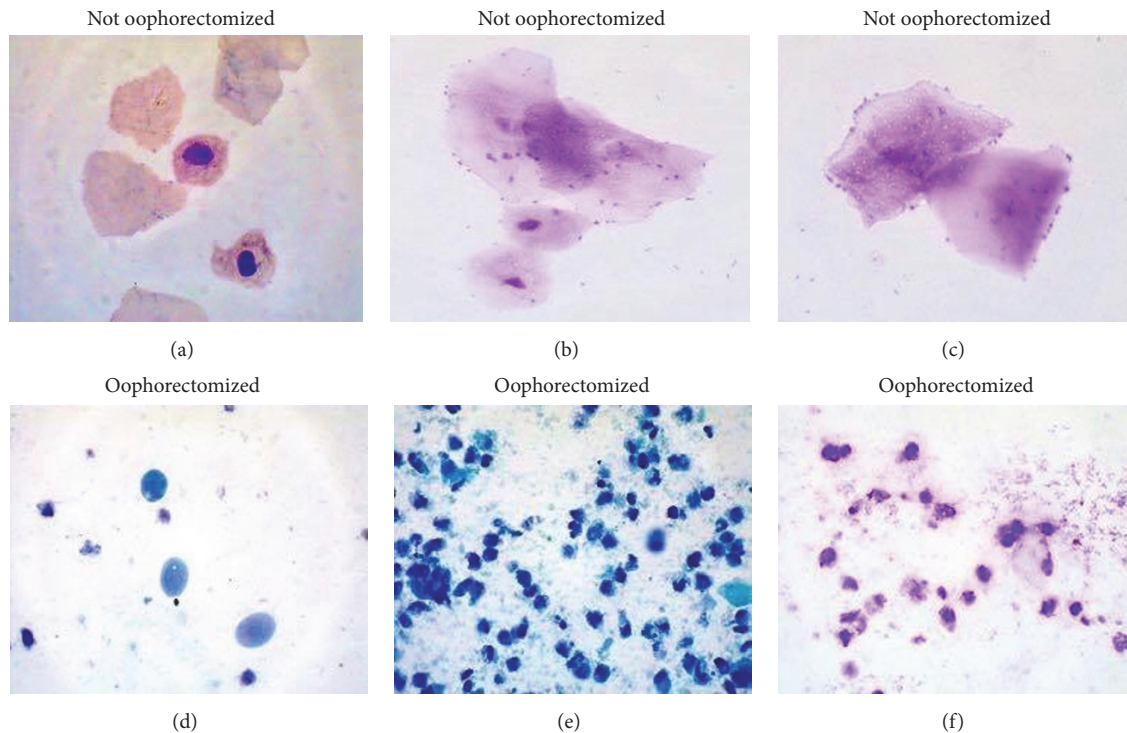 Not oophorectomized
Not oophorectomized
Not oophorectomized
(a)
(b)
(c)
Oophorectomized
Oophorectomized
Oophorectomized
(d)
(e)
(f)